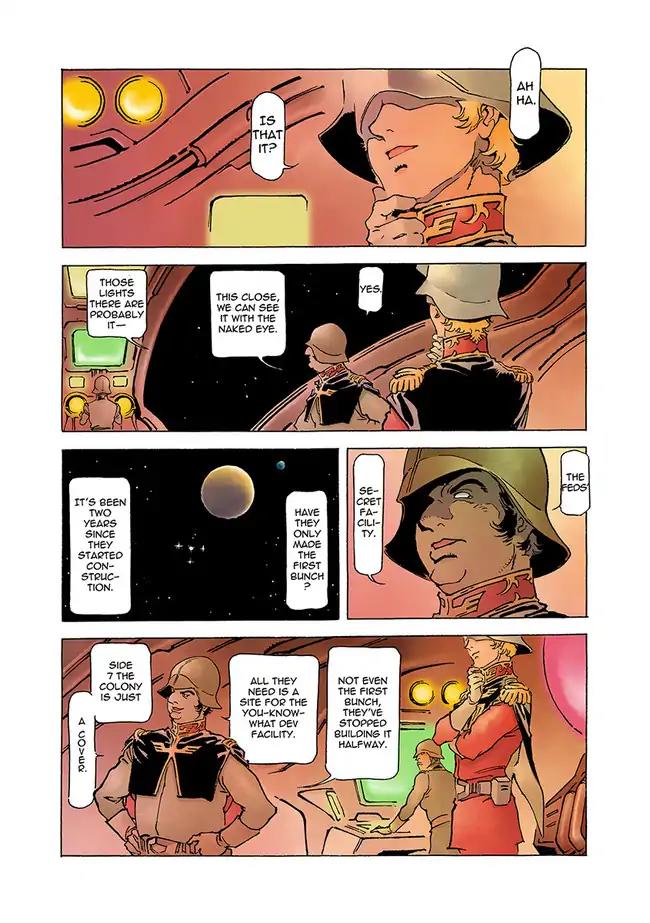 AH
HA.
IS
THAT
IT?
YES.
THIS CLOSE,
WE CAN SEE
IT WITH THE
NAKED EYE.
THOSE
LIGHTS
THERE ARE
PROBABLY
IT—
THE
FEDS'
SE-
CRET
FA-
CILI-
TY.
HAVE
THEY
ONLY
MADE
THE
FIRST
BUNCH
?
IT'S BEEN
TWO
YEARS
SINCE
THEY
STARTED
CON-
STRUC-
TION.
NOT EVEN
THE FIRST
BUNCH,
THEY'VE
STOPPED
BUILDING IT
HALFWAY.
ALL THEY
NEED IS A
SITE FOR THE
YOU-KNOW-
WHAT DEV
FACILITY.
SIDE
7 THE
COLONY
IS JUST
A
COVER.